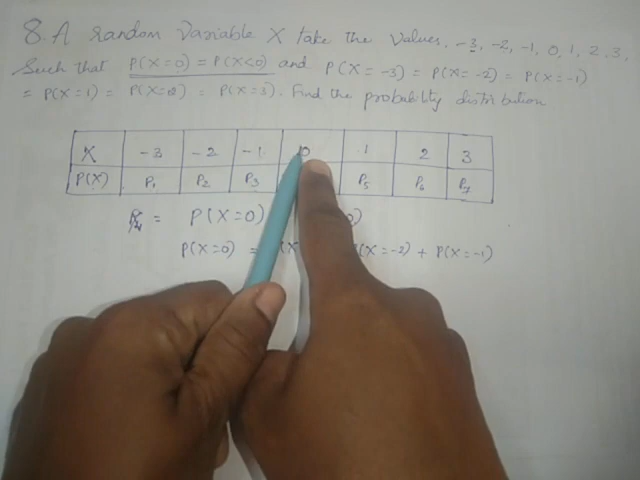 8. A random variable X take the values, -3, -2, -1, 0, 1, 2, 3,
Such that P(X=0) = P(X<0) and P(X=-3) = P(X=-2) = P(X=-1)
= P(X=1) = P(X=2) = P(X=3). Find the probability distribution
X -3 -2 -1 0 1 2 3
P(X) P₁ P₂ P₃ P₅ P₆ P₇
= P(X=0) 0)
P(X=0) = (X (X=-2) + P(X=-1)